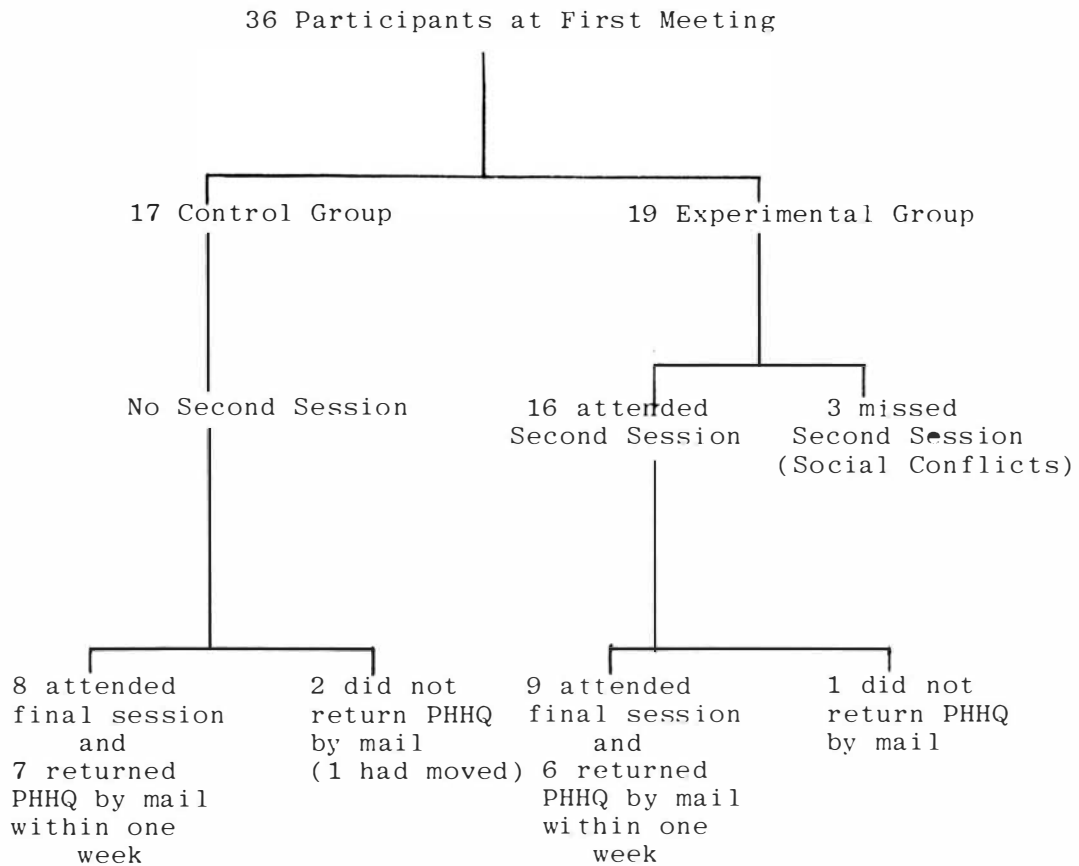 36 Participants at First Meeting
17 Control Group
19 Experimental Group
No Second Session
16 attended
Second Session
3 missed
Second Session
(Social Conflicts)
8 attended
final session
and
7 returned
PHHQ by mail
within one
week
2 did not
return PHHQ
by mail
(1 had moved)
9 attended
final session
and
6 returned
PHHQ by mail
within one
week
1 did not
return PHHQ
by mail